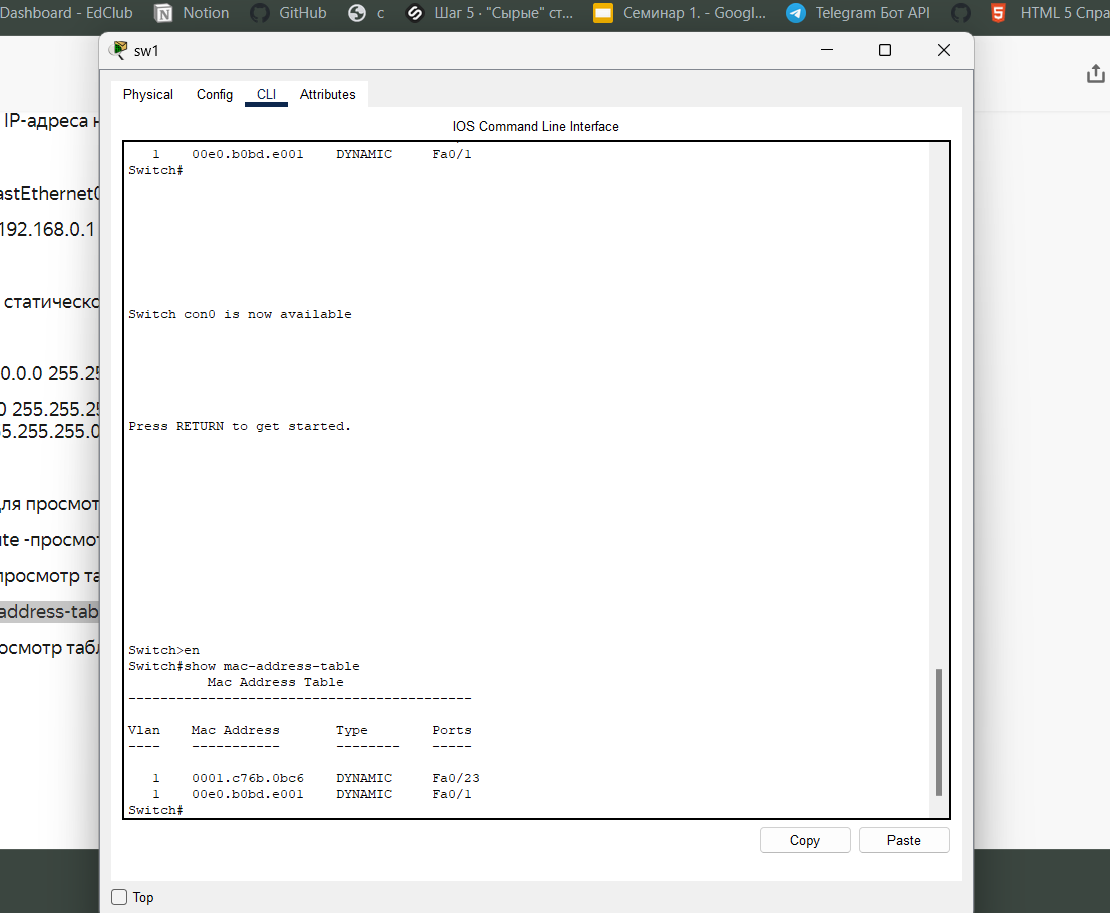 Dashboard - EdClub Notion GitHub с Шаг 5 · "Сырые" ст... Семинар 1. - Googl... Telegram Бот API HTML 5 Спра
sw1
Physical Config CLI Attributes
IP-адреса
IOS Command Line Interface
1 00e0.b0bd.e001 DYNAMIC Fa0/1
Switch#
astEthernet0
192.168.0.1
статическо
Switch con0 is now available
0.0.0 255.25
0 255.255.25
5.255.255.0
Press RETURN to get started.
ля просмот
te -просмот
просмотр та
address-tab
осмотр табл
Switch>en
Switch#show mac-address-table
Mac Address Table
-------------------------------------------
Vlan Mac Address Type Ports
---- ----------- -------- -----
1 0001.c76b.0bc6 DYNAMIC Fa0/23
1 00e0.b0bd.e001 DYNAMIC Fa0/1
Switch#
Copy Paste
Top